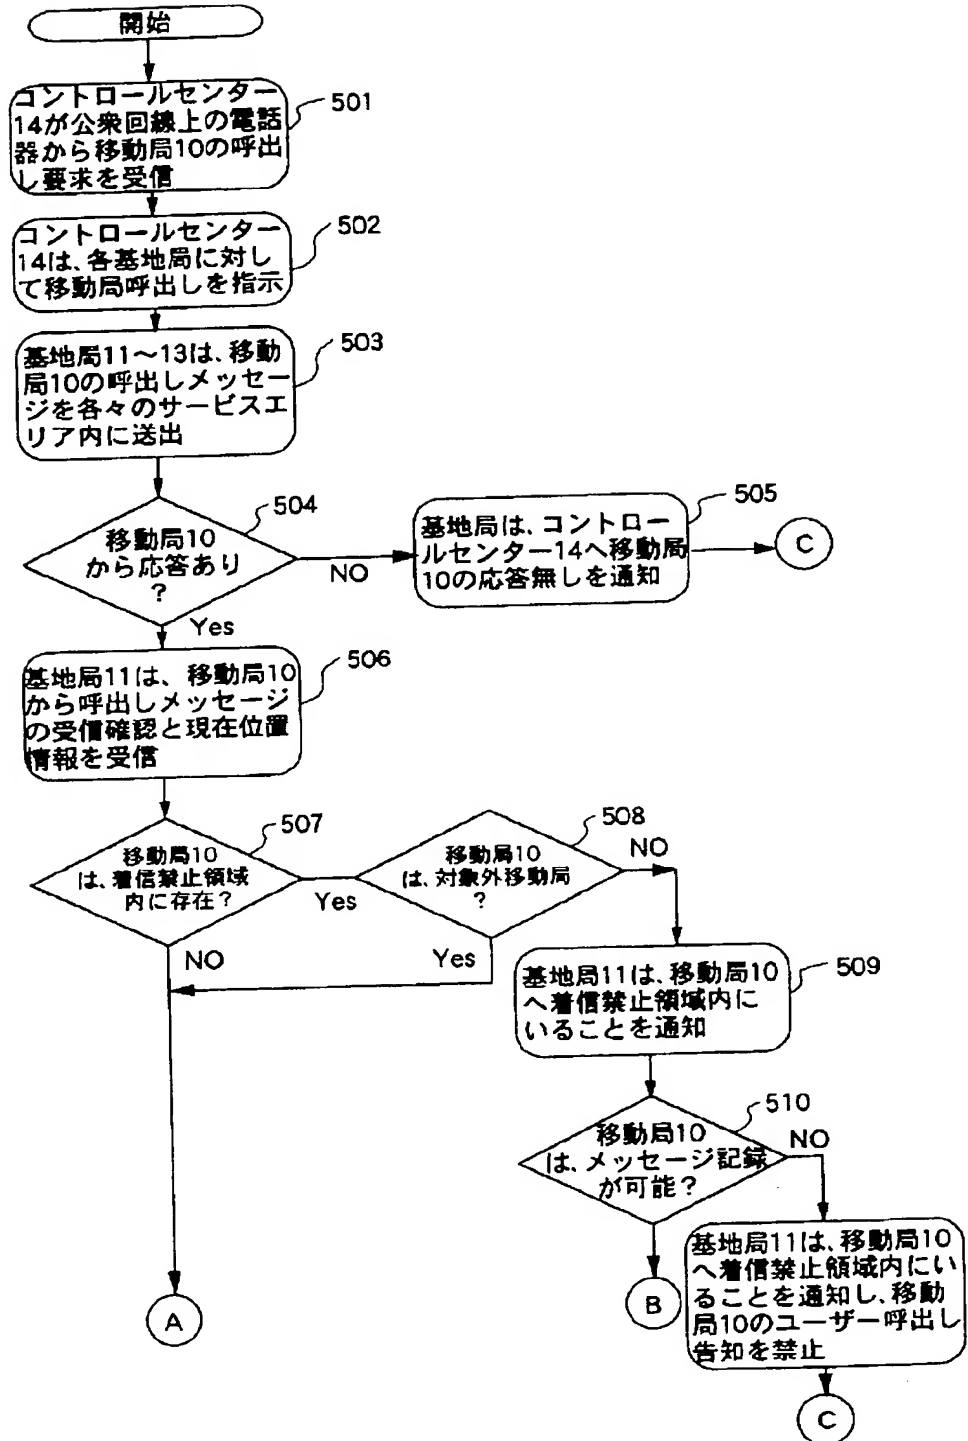 開始
コントロールセンター
14が公衆回線上の電話
器から移動局10の呼出
し要求を受信
501
コントロールセンター
14は、各基地局に対し
て移動局呼出しを指示
502
基地局11～13は、移動
局10の呼出しメッセー
ジを各々のサービスエ
リア内に送出
503
移動局10
から応答あり
?
504
NO
Yes
基地局は、コントロー
ルセンター14へ移動局
10の応答無しを通知
505
C
基地局11は、移動局10
から呼出しメッセージ
の受信確認と現在位置
情報を受信
506
移動局10
は、着信禁止領域
内に存在?
507
Yes
NO
移動局10
は、対象外移動局
?
508
NO
Yes
基地局11は、移動局10
へ着信禁止領域内に
いることを通知
509
移動局10
は、メッセージ記録
が可能?
510
NO
A
B
基地局11は、移動局10
へ着信禁止領域内にい
ることを通知し、移動
局10のユーザー呼出し
告知を禁止
C